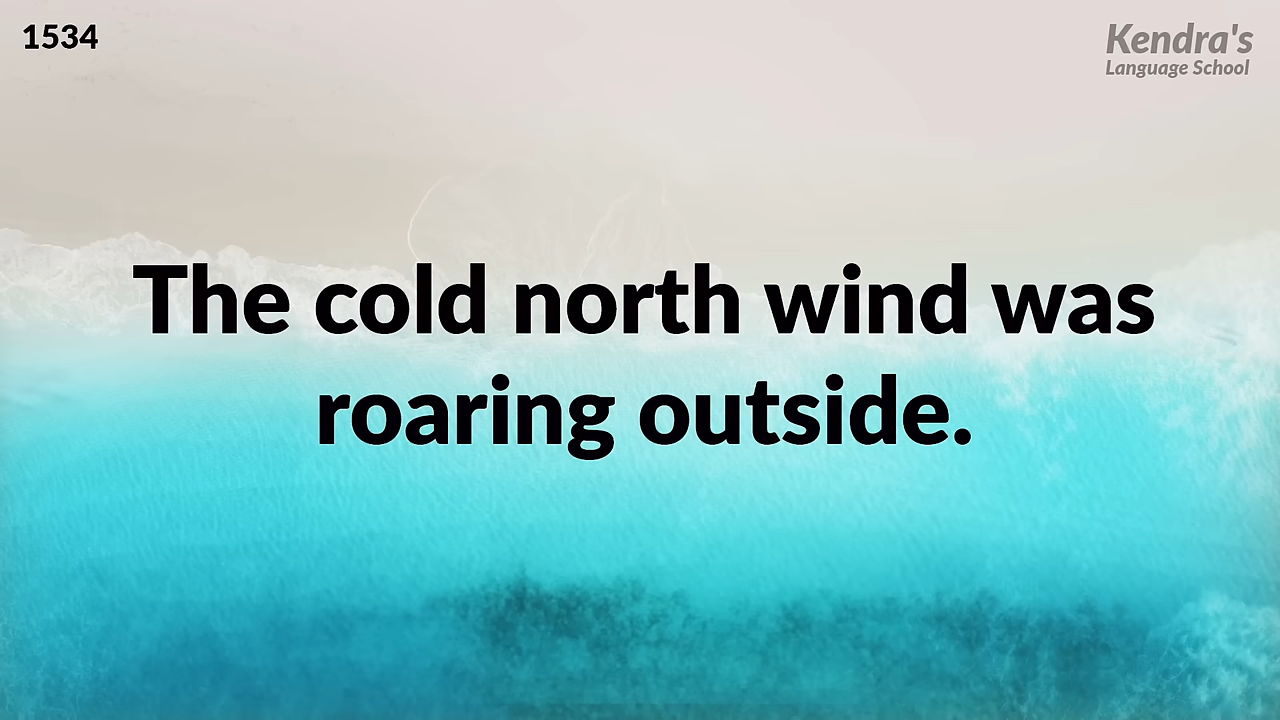 1534
Kendra's
Language School
The cold north wind was
roaring outside.